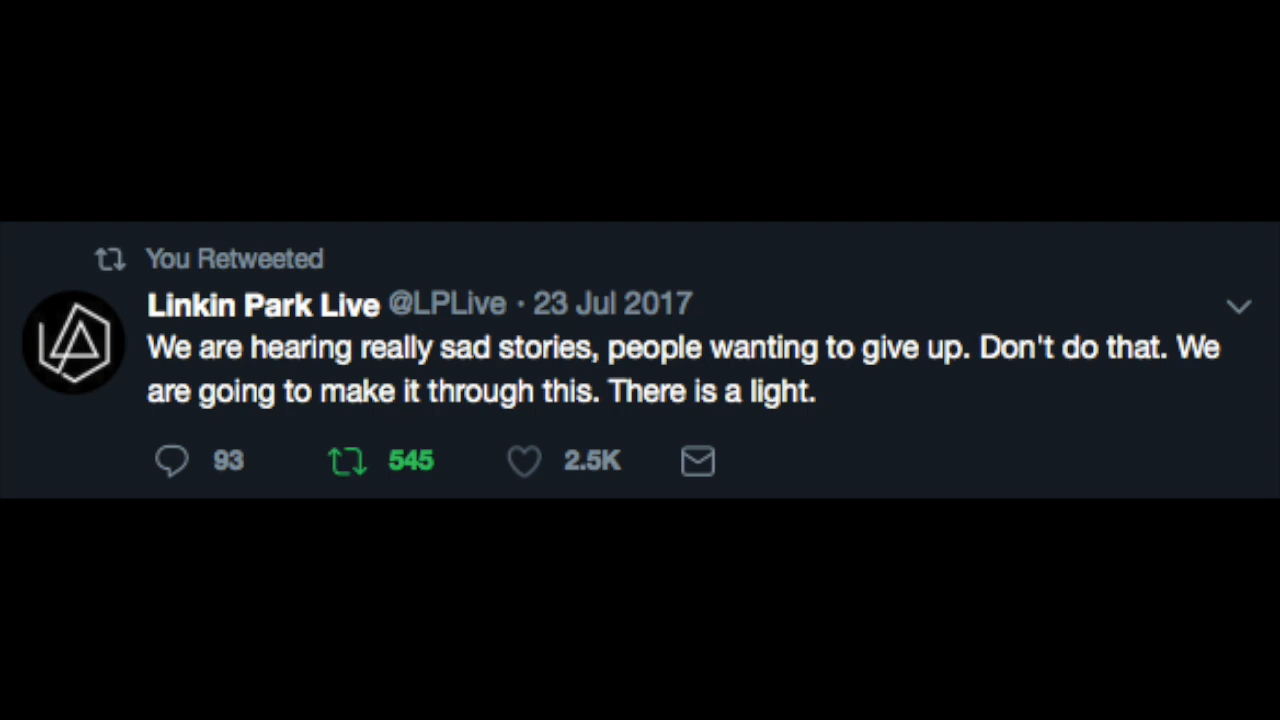 You Retweeted
Linkin Park Live @LPLive · 23 Jul 2017
We are hearing really sad stories, people wanting to give up. Don't do that. We
are going to make it through this. There is a light.
93 545 2.5K